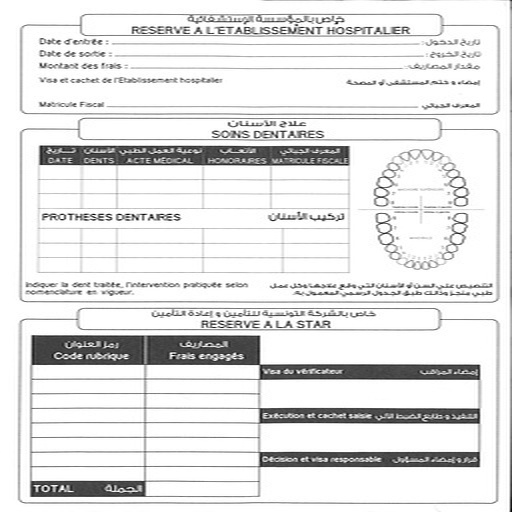 خاص بالمؤسسة الإستشفائية
RESERVE A L'ETABLISSEMENT HOSPITALIER
Date d'entrée : تاريخ الدخول :
Date de sortie : تاريخ الخروج :
Montant des frais : مقدار المصاريف :
Visa et cachet de l'Etablissement hospitalier إمضاء و ختم المستشفى أو المصحة
Matricule Fiscal المعرف الجبائي
علاج الأسنان
SOINS DENTAIRES
تاريخ الأسنان نوعية العمل الطبي الأتعاب المعرف الجبائي
DATE DENTS ACTE MÉDICAL HONORAIRES MATRICULE FISCALE
PROTHESES DENTAIRES تركيب الأسنان
Indiquer la dent traitée, l'intervention pratiquée selon
nomenclature en vigueur.
التنصيص على السن أو الأسنان التي وقع علاجها وكل عمل
طبي منجز وذلك طبق الجدول الرسمي المعمول به.
خاص بالشركة التونسية للتأمين و إعادة التأمين
RESERVE A LA STAR
رمز العنوان المصاريف
Code rubrique Frais engagés
Visa du vérificateur إمضاء المراقب
Exécution et cachet saisie التنفيذ و طابع الضبط الآلي
Décision et visa responsable قرار و إمضاء المسؤول
TOTAL الجملة